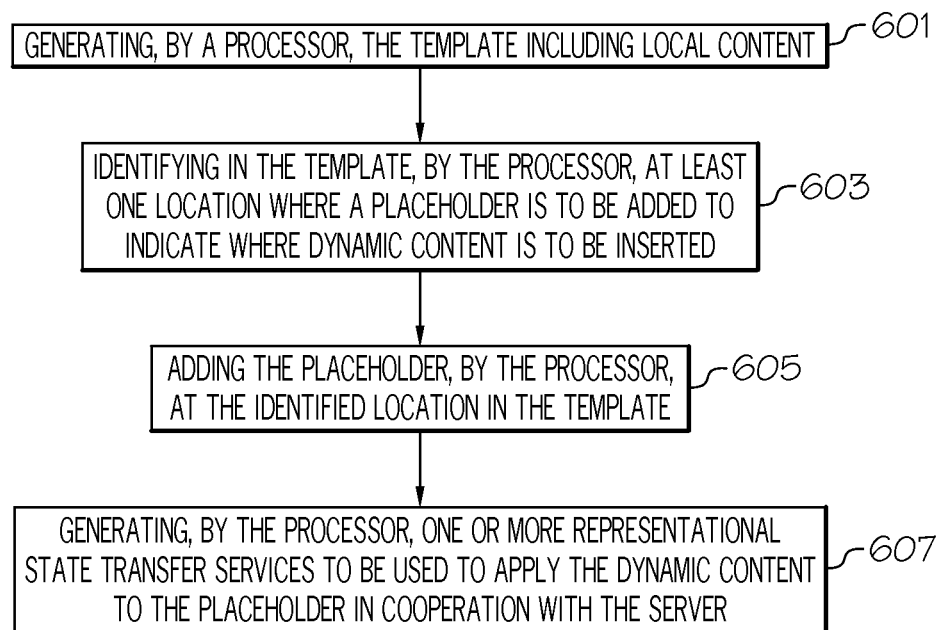 GENERATING, BY A PROCESSOR, THE TEMPLATE INCLUDING LOCAL CONTENT
601
IDENTIFYING IN THE TEMPLATE, BY THE PROCESSOR, AT LEAST
ONE LOCATION WHERE A PLACEHOLDER IS TO BE ADDED TO
INDICATE WHERE DYNAMIC CONTENT IS TO BE INSERTED
603
ADDING THE PLACEHOLDER, BY THE PROCESSOR,
AT THE IDENTIFIED LOCATION IN THE TEMPLATE
605
GENERATING, BY THE PROCESSOR, ONE OR MORE REPRESENTATIONAL
STATE TRANSFER SERVICES TO BE USED TO APPLY THE DYNAMIC CONTENT
TO THE PLACEHOLDER IN COOPERATION WITH THE SERVER
607